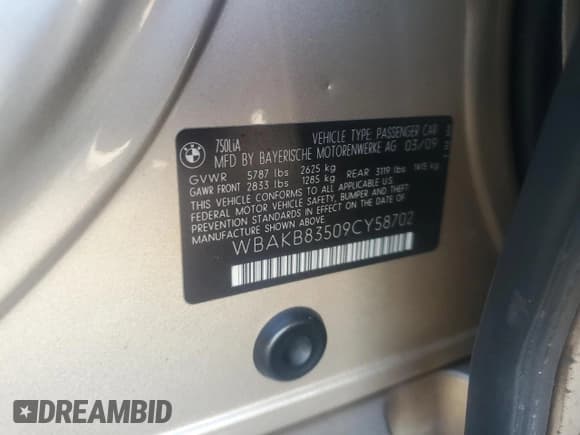 BMW
750LiA VEHICLE TYPE: PASSENGER CAR
MFD BY BAYERISCHE MOTORENWERKE AG 03/09
GVWR 5787 lbs 2625 kg
GAWR FRONT 2833 lbs 1285 kg REAR 3119 lbs 1415 kg
THIS VEHICLE CONFORMS TO ALL APPLICABLE
FEDERAL MOTOR VEHICLE SAFETY, BUMPER AND THEFT
PREVENTION STANDARDS IN EFFECT ON THE DATE OF
MANUFACTURE SHOWN ABOVE.
WBAKB83509CY58702
DREAMBID